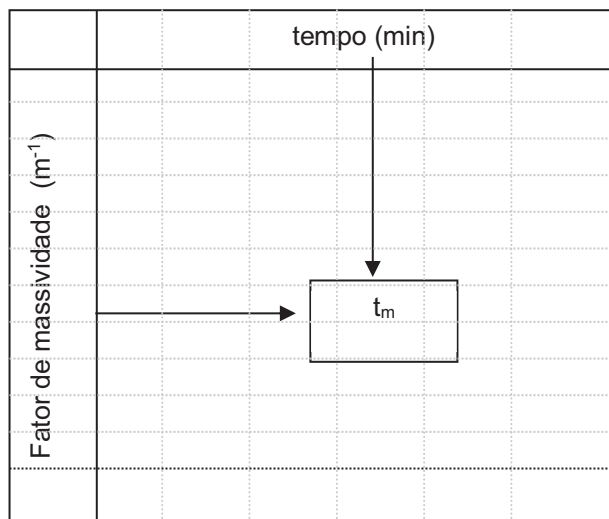 tempo (min)
Fator de massividade (m⁻¹)
tₘ